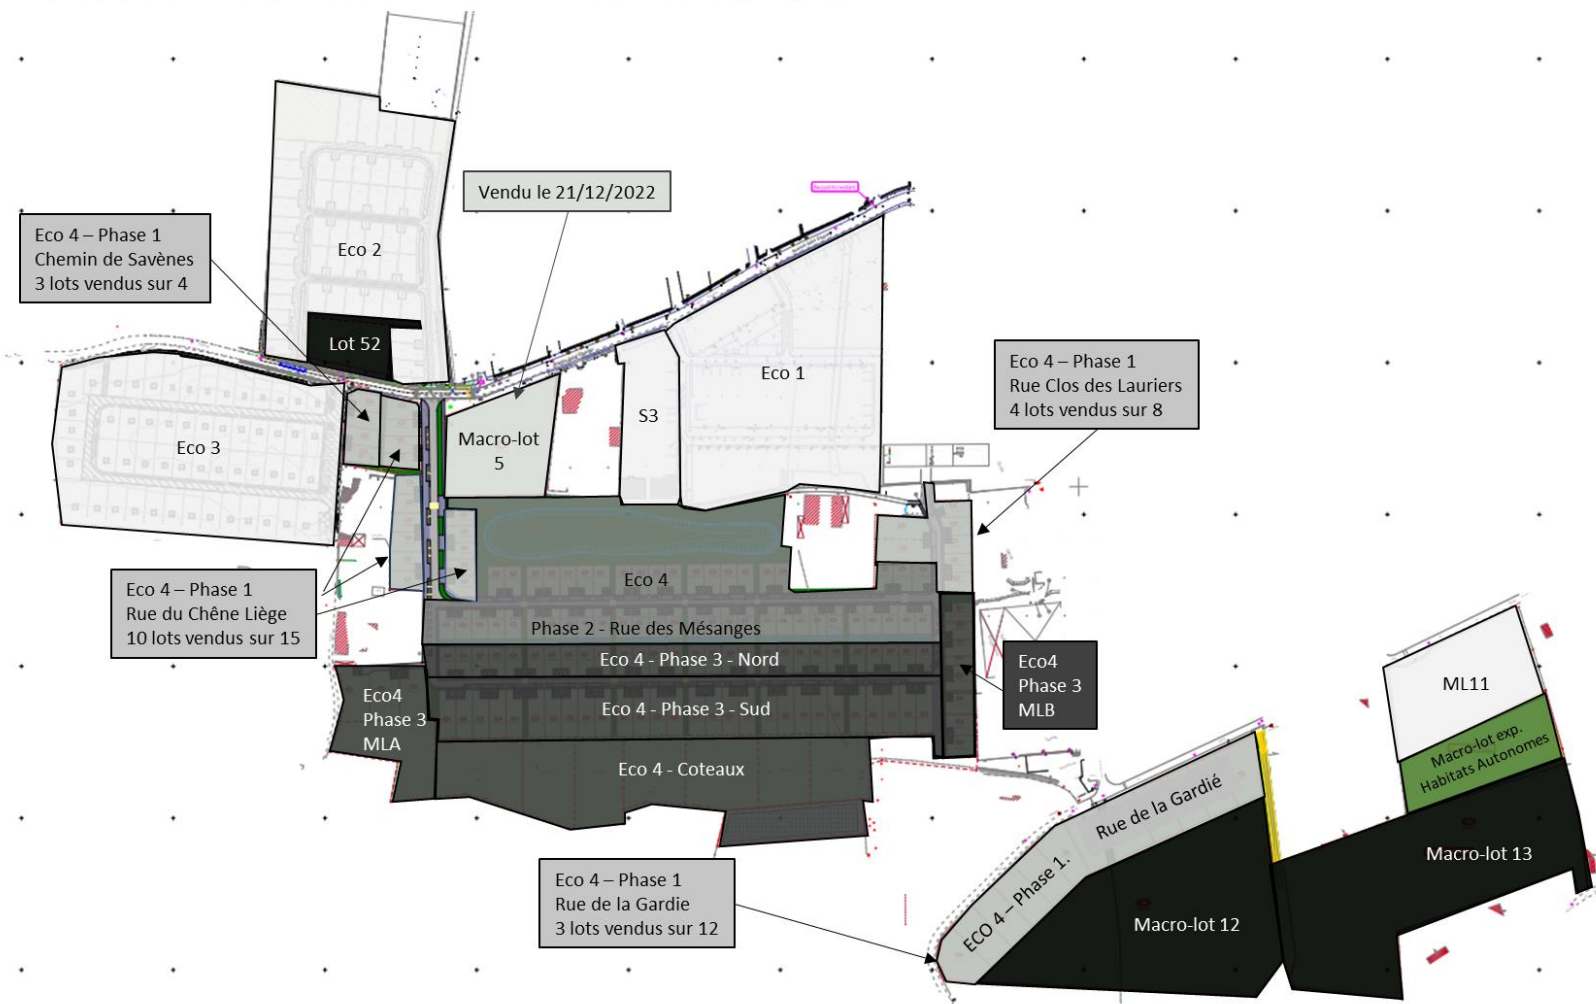 Vendu le 21/12/2022
Eco 4 – Phase 1
Chemin de Savènes
3 lots vendus sur 4
Eco 2
Lot 52
Eco 1
Eco 4 – Phase 1
Rue Clos des Lauriers
4 lots vendus sur 8
S3
Macro-lot
5
Eco 3
Eco 4
Eco 4 – Phase 1
Rue du Chêne Liège
10 lots vendus sur 15
Phase 2 - Rue des Mésanges
Eco 4 - Phase 3 - Nord
Eco4
Phase 3
MLB
Eco4
Phase 3
MLA
Eco 4 - Phase 3 - Sud
Eco 4 - Coteaux
ML11
Macro-lot exp.
Habitats Autonomes
Rue de la Gardié
ECO 4 – Phase 1.
Macro-lot 13
Macro-lot 12
Eco 4 – Phase 1
Rue de la Gardie
3 lots vendus sur 12